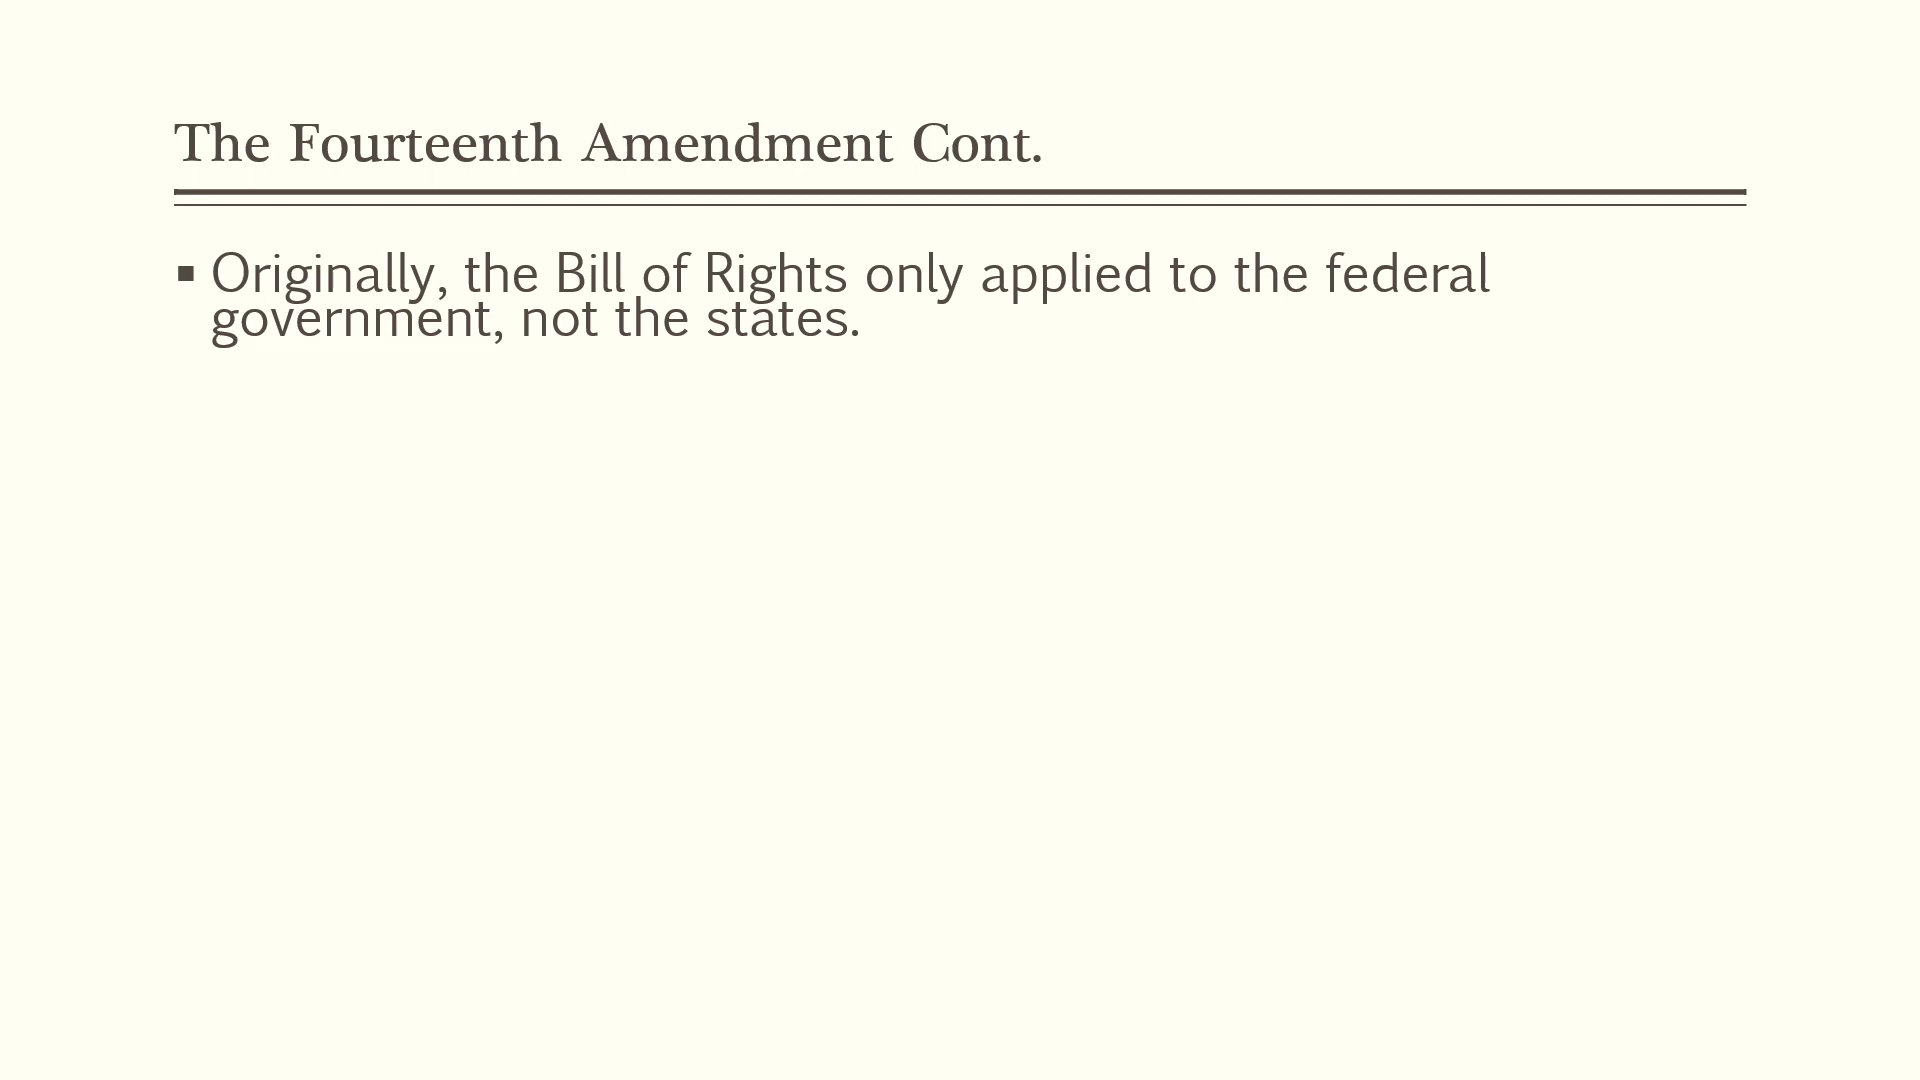 The Fourteenth Amendment Cont.
▪ Originally, the Bill of Rights only applied to the federal
government, not the states.